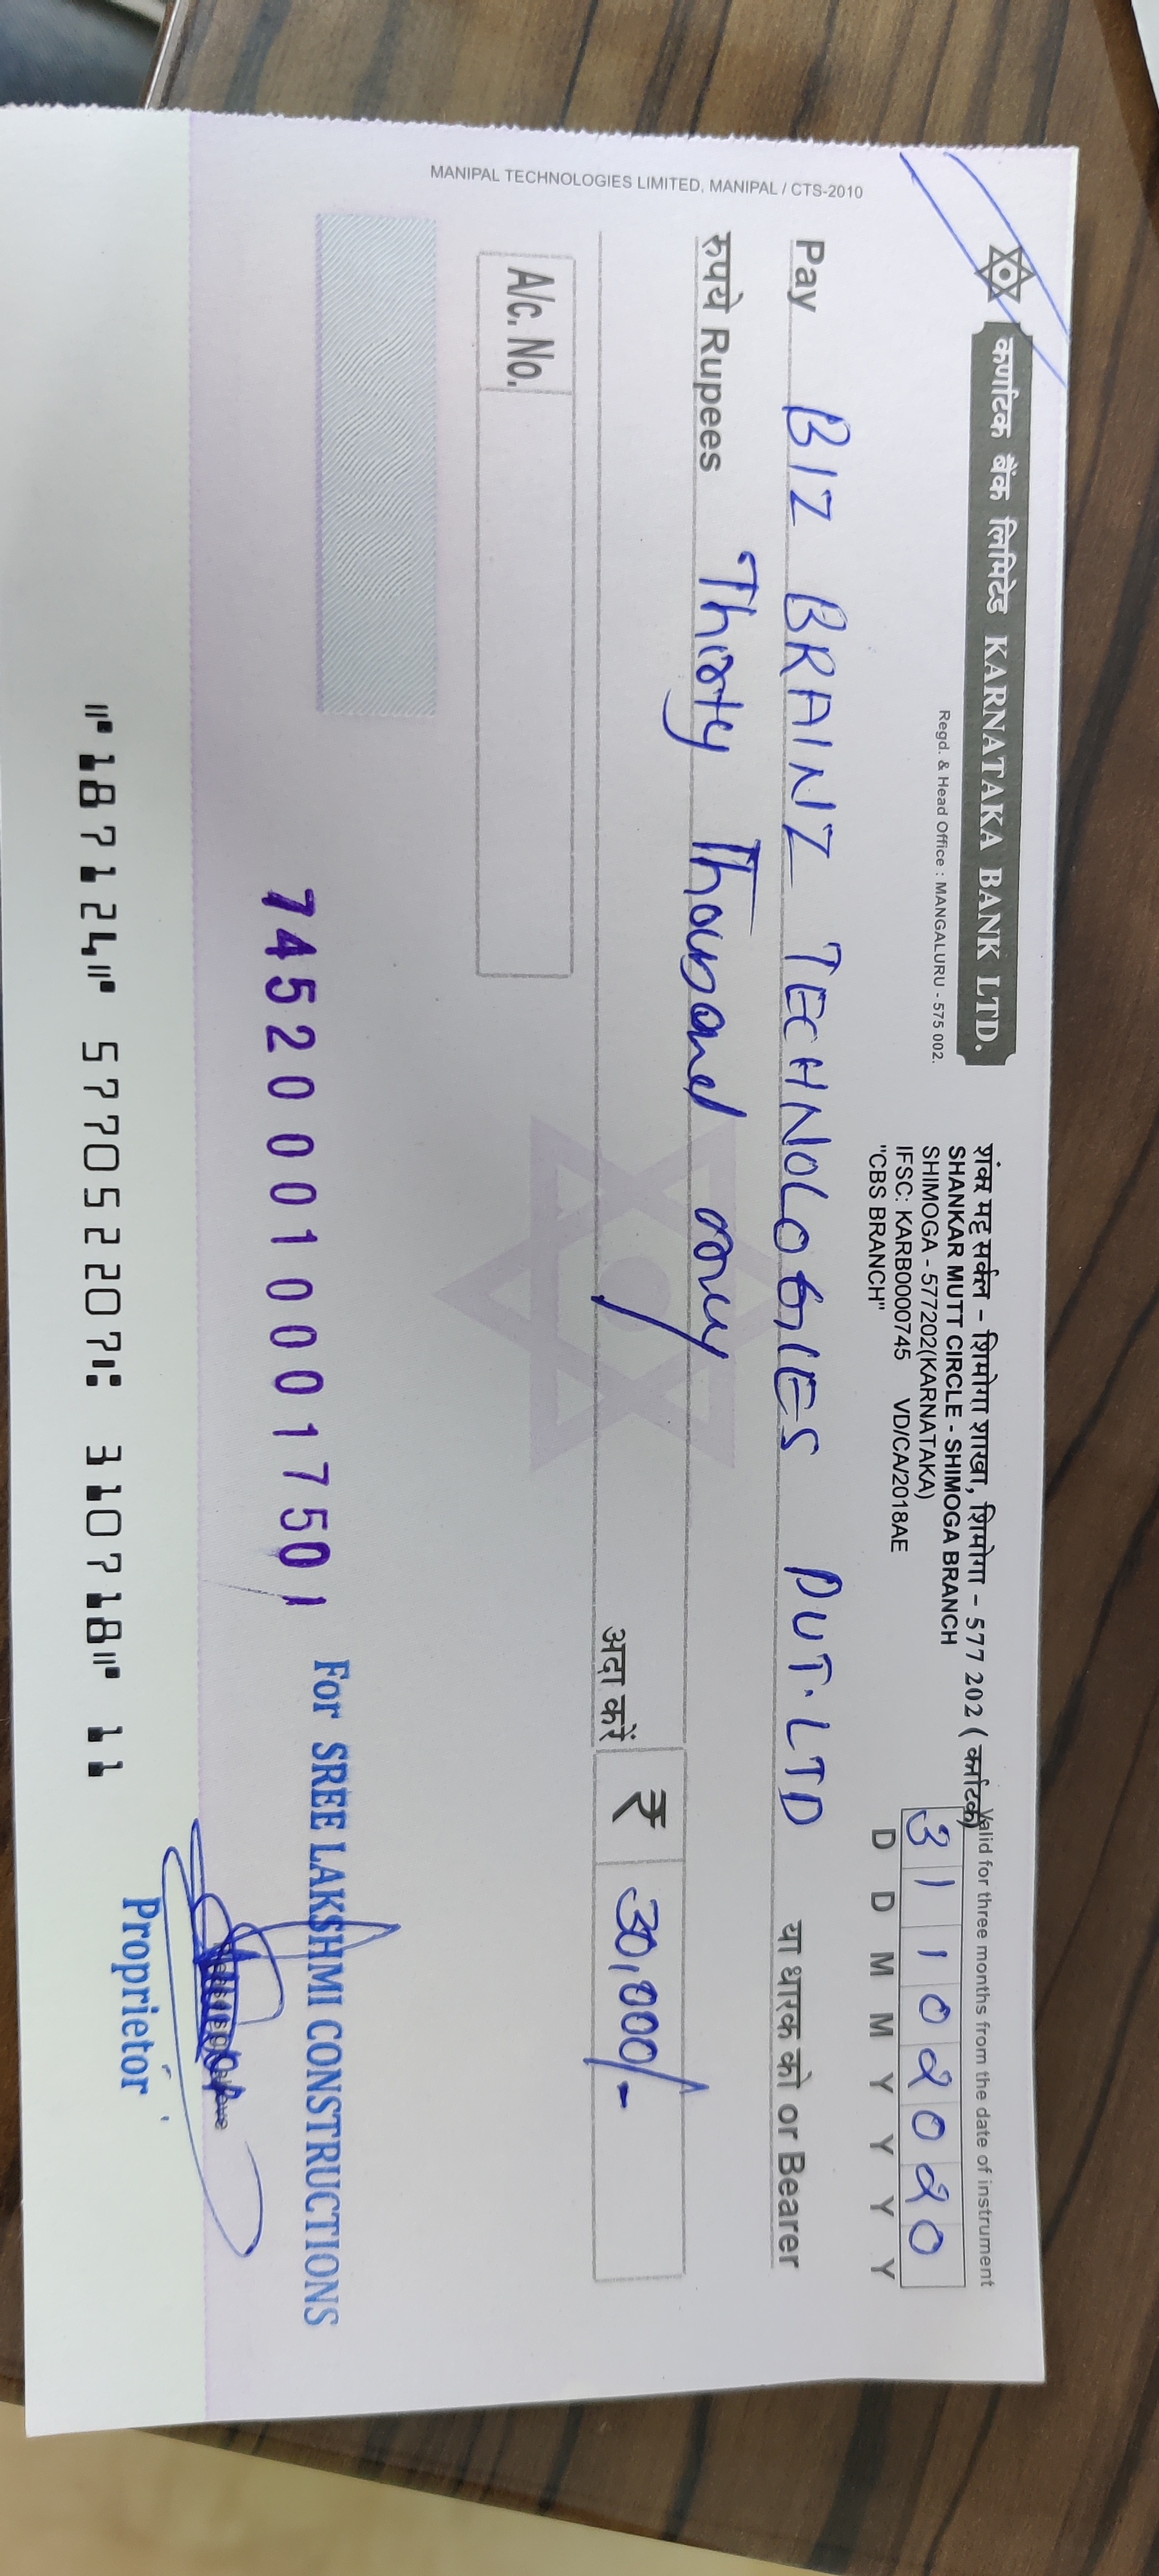 कर्णाटक बैंक लिमिटेड KARNATAKA BANK LTD.
Regd. & Head Office : MANGALURU - 575 002.
शंकर मट्ट सर्कल - शिमोगा शाखा, शिमोगा - 577 202 ( कर्नाटक)
SHANKAR MUTT CIRCLE - SHIMOGA BRANCH
SHIMOGA - 577202(KARNATAKA)
IFSC: KARB0000745 VD/CA/2018AE
"CBS BRANCH"
Valid for three months from the date of instrument
3 1 1 0 2 0 2 0
D D M M Y Y Y Y
Pay BIZ BRAINZ TECHNOLOGIES PVT. LTD या धारक को or Bearer
रुपये Rupees Thirty Thousand only
अदा करें ₹ 30,000/-
A/c. No.
MANIPAL TECHNOLOGIES LIMITED, MANIPAL / CTS-2010
7452000100017501
For SREE LAKSHMI CONSTRUCTIONS
Proprietor
⑈187124⑈ 577052207⑆ 310718⑈ 11